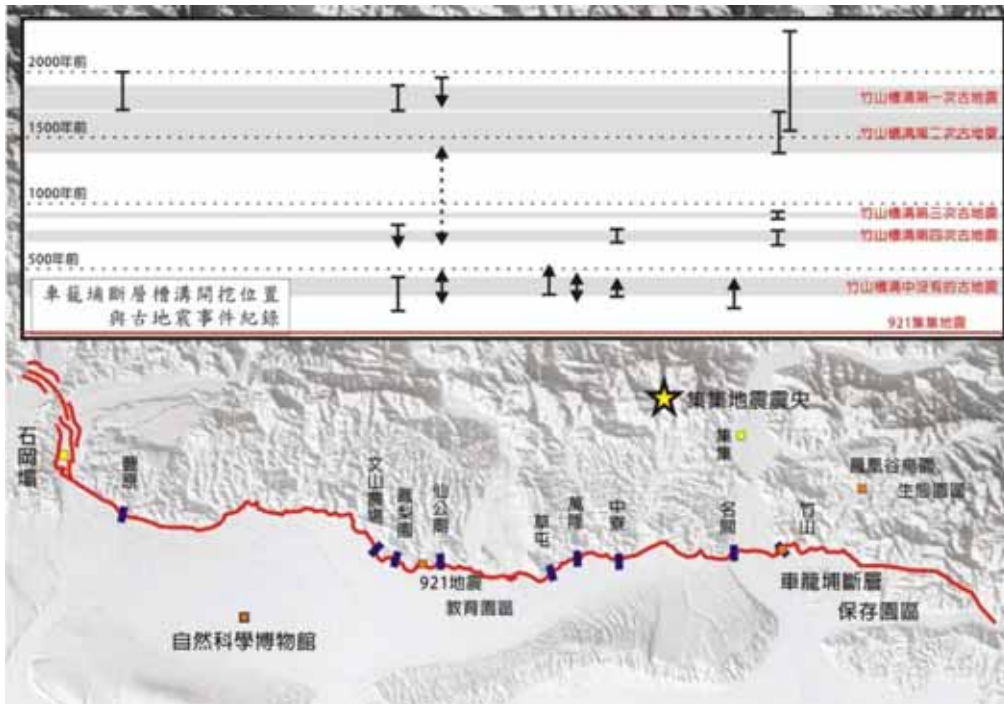 2000年前
竹山槽溝第一次古地震
1500年前
竹山槽溝第二次古地震
1000年前
竹山槽溝第三次古地震
竹山槽溝第四次古地震
500年前
竹山槽溝中沒有的古地震
車籠埔斷層槽溝開挖位置
與古地震事件紀錄
921集集地震
石岡壩
豐原
文山農場
鳳梨園
仙公廟
草屯
萬隆
中寮
名間
竹山
集集地震震央
集集
鳳凰谷鳥園
生態園區
921地震
教育園區
車籠埔斷層
保存園區
自然科學博物館